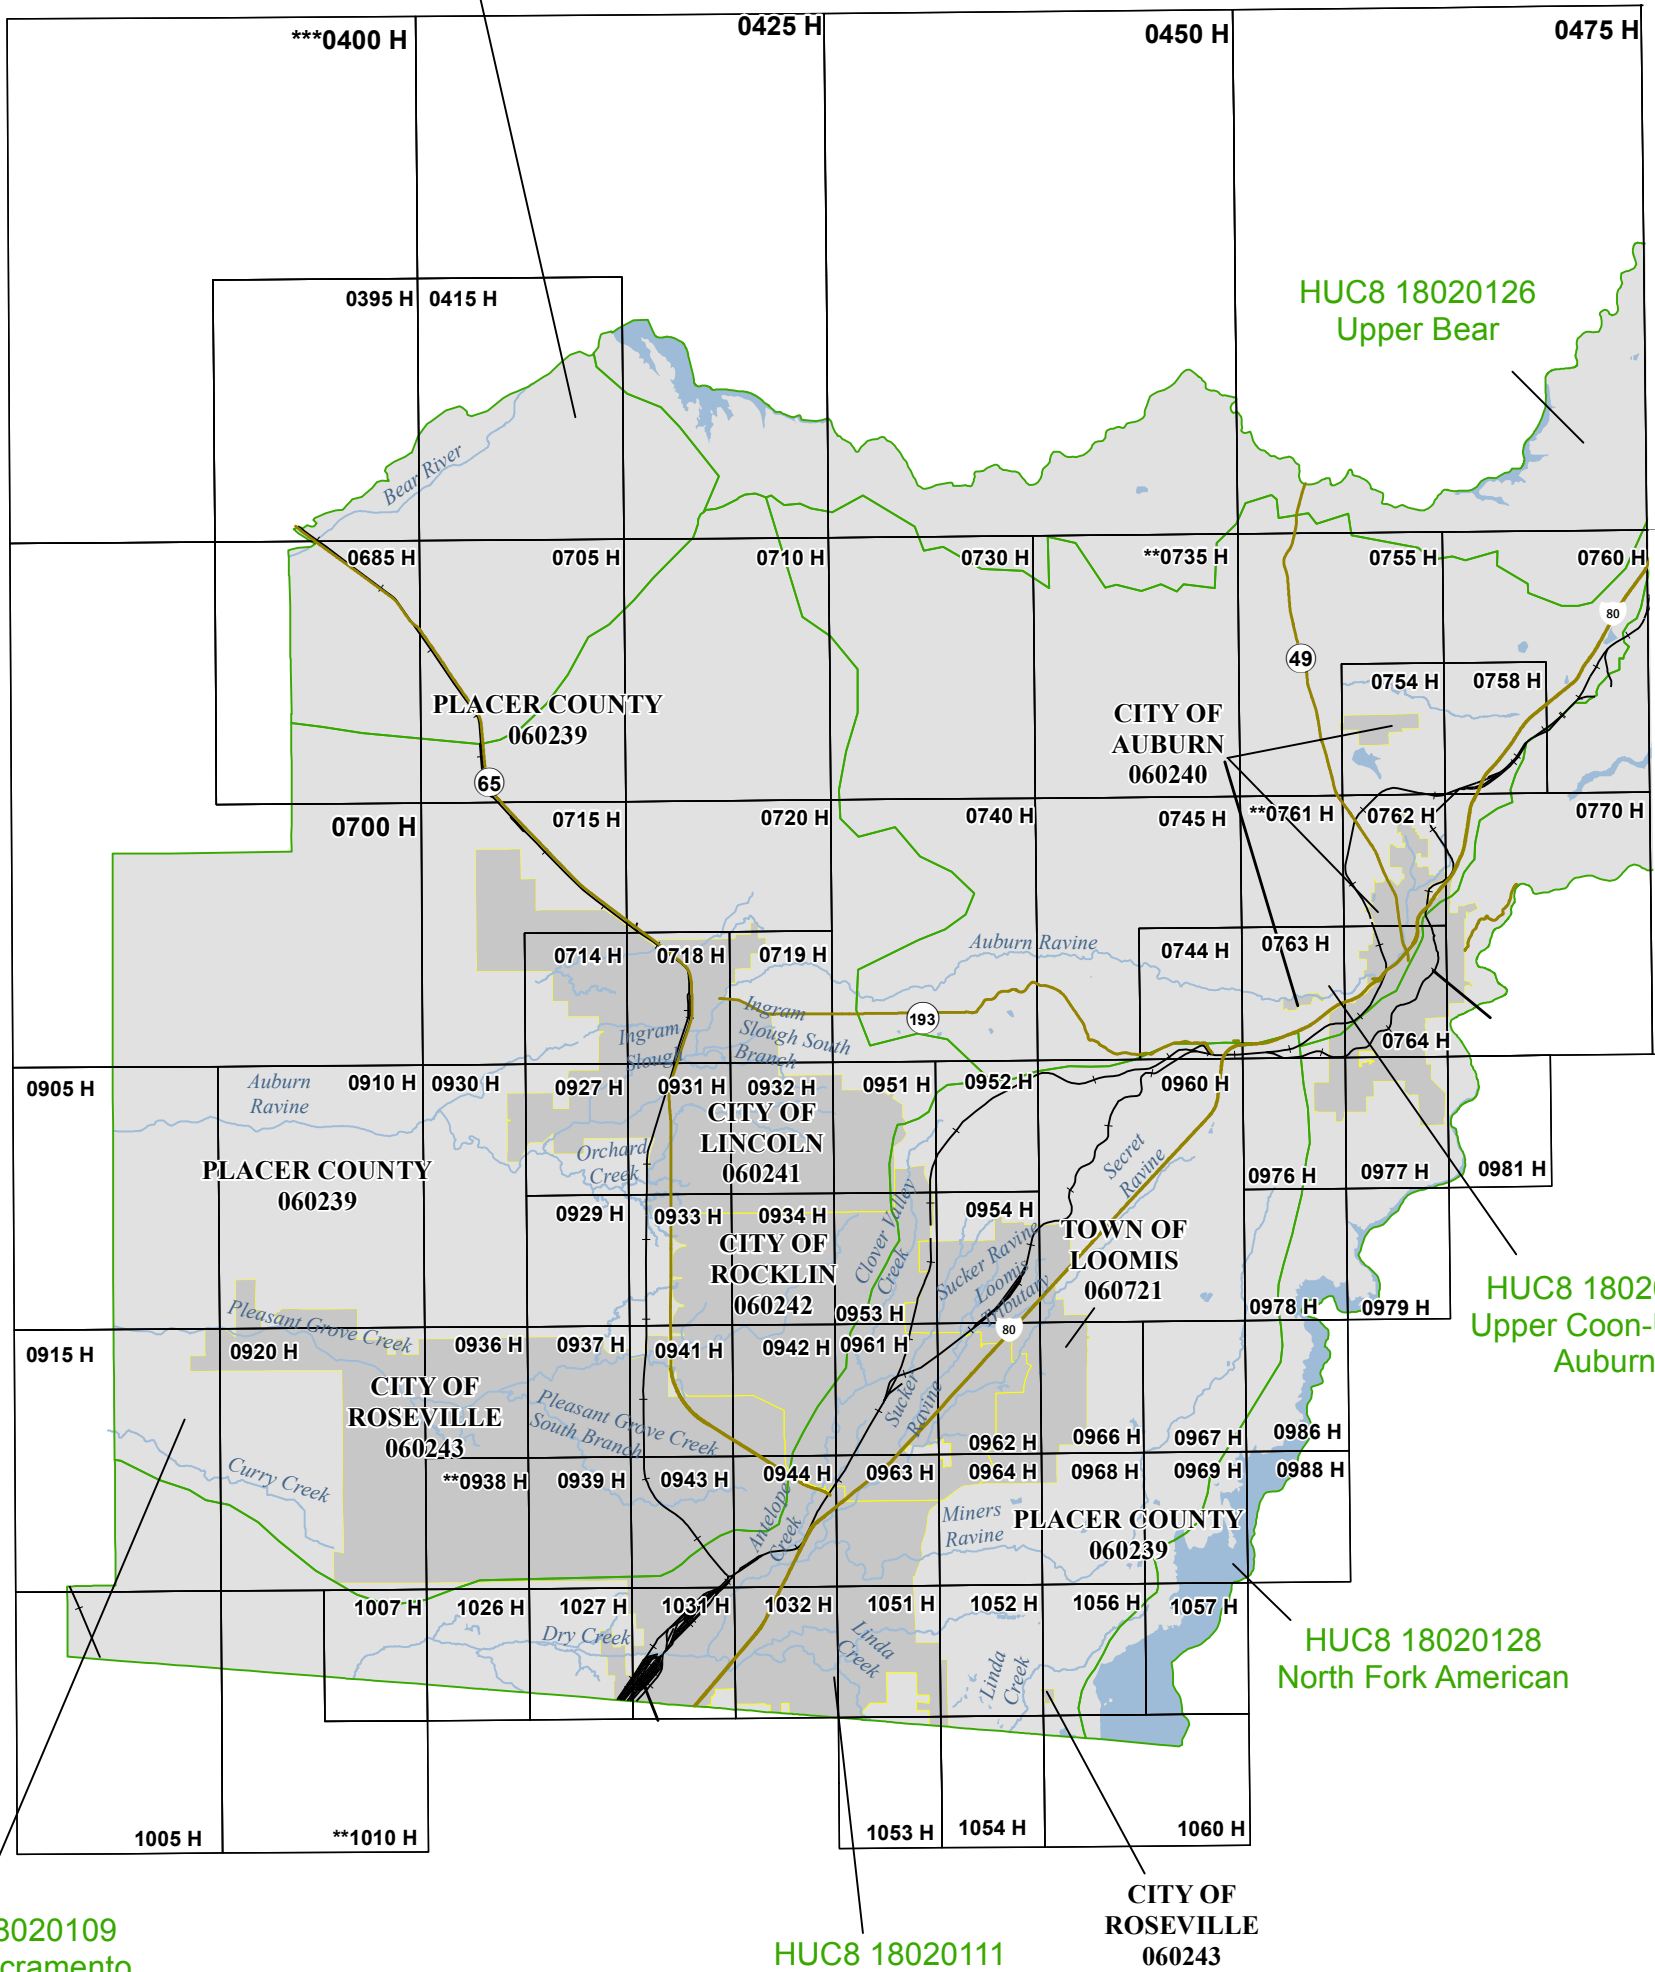 ***0400 H
0425 H
0450 H
0475 H
0395 H
0415 H
HUC8 18020126
Upper Bear
Bear River
0685 H
0705 H
0710 H
0730 H
**0735 H
0755 H
0760 H
80
49
0754 H
0758 H
PLACER COUNTY
060239
CITY OF
AUBURN
060240
65
0700 H
0715 H
0720 H
0740 H
0745 H
**0761 H
0762 H
0770 H
0714 H
0718 H
0719 H
Auburn Ravine
0744 H
0763 H
193
Ingram
Slough
Ingram
Slough South
Branch
0764 H
0905 H
Auburn
Ravine
0910 H
0930 H
0927 H
0931 H
0932 H
0951 H
0952 H
0960 H
CITY OF
LINCOLN
060241
Orchard
Creek
PLACER COUNTY
060239
Secret
Ravine
0976 H
0977 H
0981 H
0929 H
0933 H
0934 H
0954 H
CITY OF
ROCKLIN
060242
Clover Valley
Creek
Sucker Ravine
Loomis
Tributary
TOWN OF
LOOMIS
060721
0953 H
0978 H
0979 H
HUC8 1802
Upper Coon-
Auburn
Pleasant Grove Creek
0915 H
0920 H
0936 H
0937 H
0941 H
0942 H
0961 H
80
CITY OF
ROSEVILLE
060243
Pleasant Grove Creek
South Branch
Sucker
Ravine
0962 H
0966 H
0967 H
0986 H
Curry Creek
**0938 H
0939 H
0943 H
0944 H
0963 H
0964 H
0968 H
0969 H
0988 H
Antelope
Creek
Miners
Ravine
PLACER COUNTY
060239
1007 H
1026 H
1027 H
1031 H
1032 H
1051 H
1052 H
1056 H
1057 H
Dry Creek
Linda
Creek
Linda
Creek
HUC8 18020128
North Fork American
1005 H
**1010 H
1053 H
1054 H
1060 H
CITY OF
ROSEVILLE
060243
8020109
cramento
HUC8 18020111